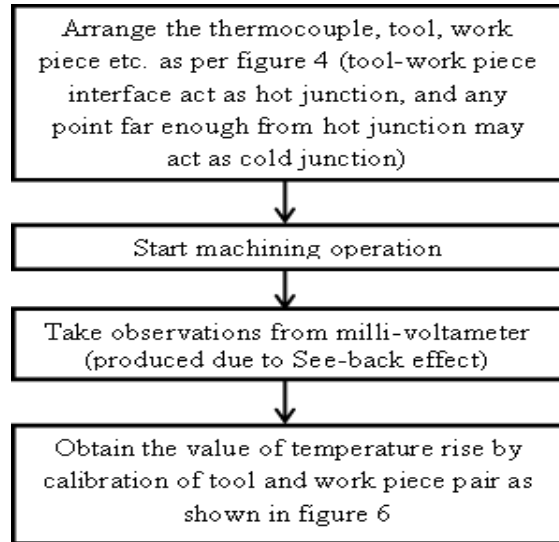 Arrange the thermocouple, tool, work
piece etc. as per figure 4 (tool-work piece
interface act as hot junction, and any
point far enough from hot junction may
act as cold junction)
Start machining operation
Take observations from milli-voltameter
(produced due to See-back effect)
Obtain the value of temperature rise by
calibration of tool and work piece pair as
shown in figure 6